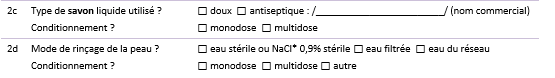 2c Type de savon liquide utilisé ? ☐ doux ☐ antiseptique : /__________________________/ (nom commercial)
Conditionnement ? ☐ monodose ☐ multidose
2d Mode de rinçage de la peau ? ☐ eau stérile ou NaCl* 0,9% stérile ☐ eau filtrée ☐ eau du réseau
Conditionnement ? ☐ monodose ☐ multidose ☐ autre